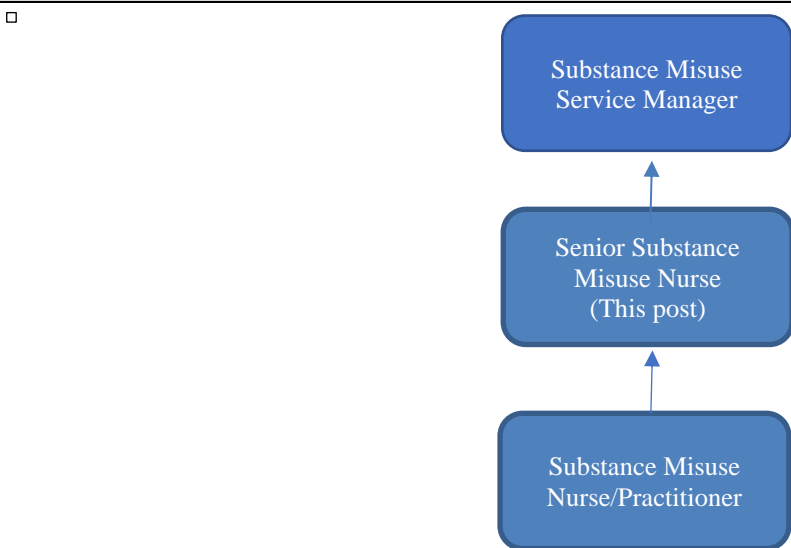 Substance Misuse
Service Manager
Senior Substance
Misuse Nurse
(This post)
Substance Misuse
Nurse/Practitioner